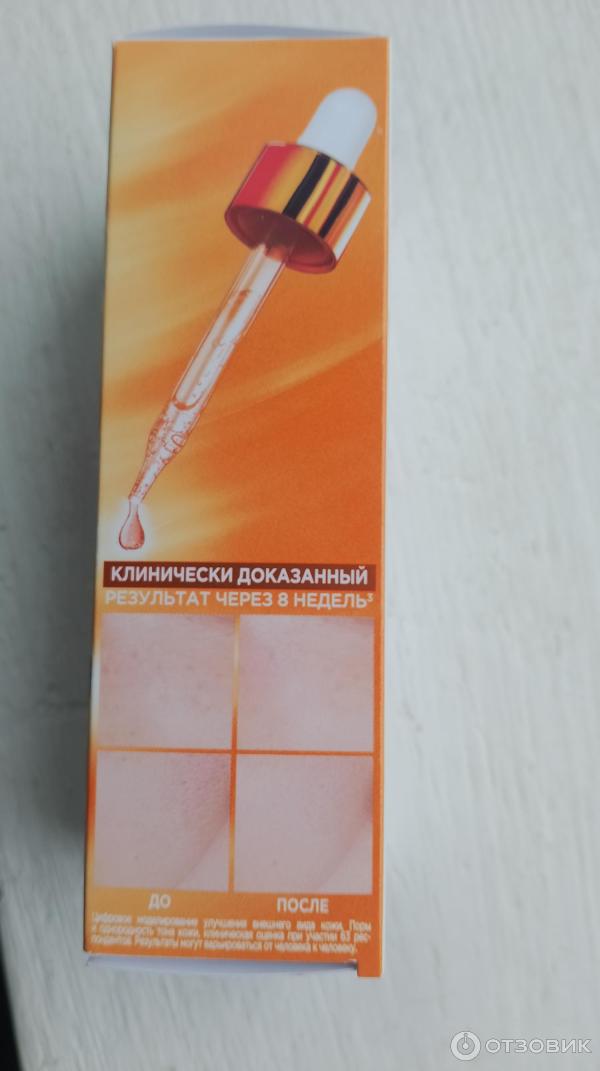 КЛИНИЧЕСКИ ДОКАЗАННЫЙ
РЕЗУЛЬТАТ ЧЕРЕЗ 8 НЕДЕЛЬ³
ДО ПОСЛЕ
Цифровое моделирование улучшения внешнего вида кожи. Пор,
и однородность тона кожи, клиническая оценка при участии 63 рес-
пондентов. Результаты могут варьироваться от человека к человеку.
ОТЗОВИК